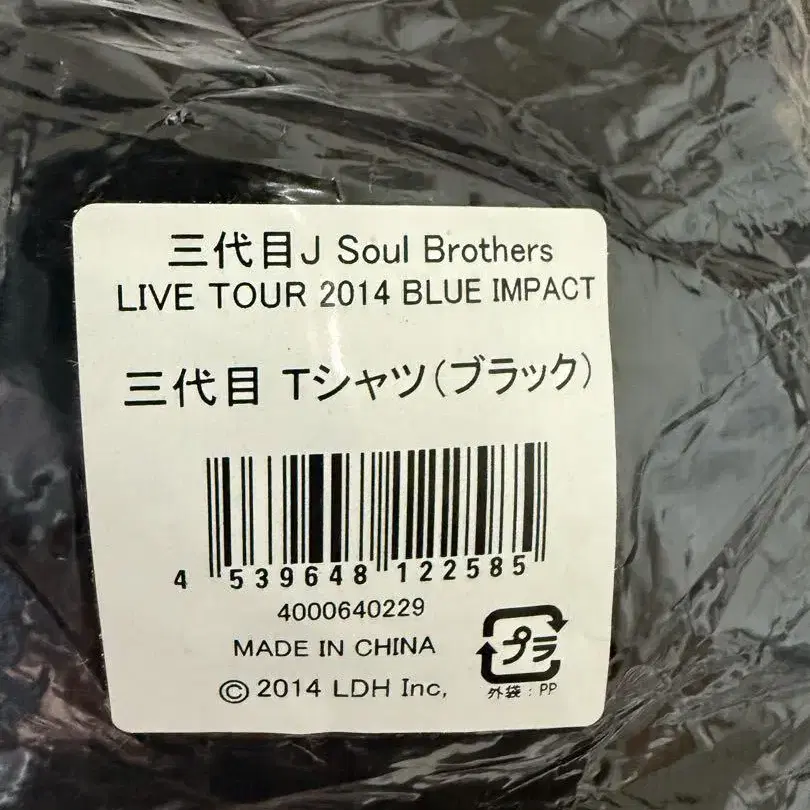 三代目J Soul Brothers
LIVE TOUR 2014 BLUE IMPACT
三代目 Tシャツ(ブラック)
4 539648 122585
4000640229
MADE IN CHINA
プラ
© 2014 LDH Inc,
外袋：PP